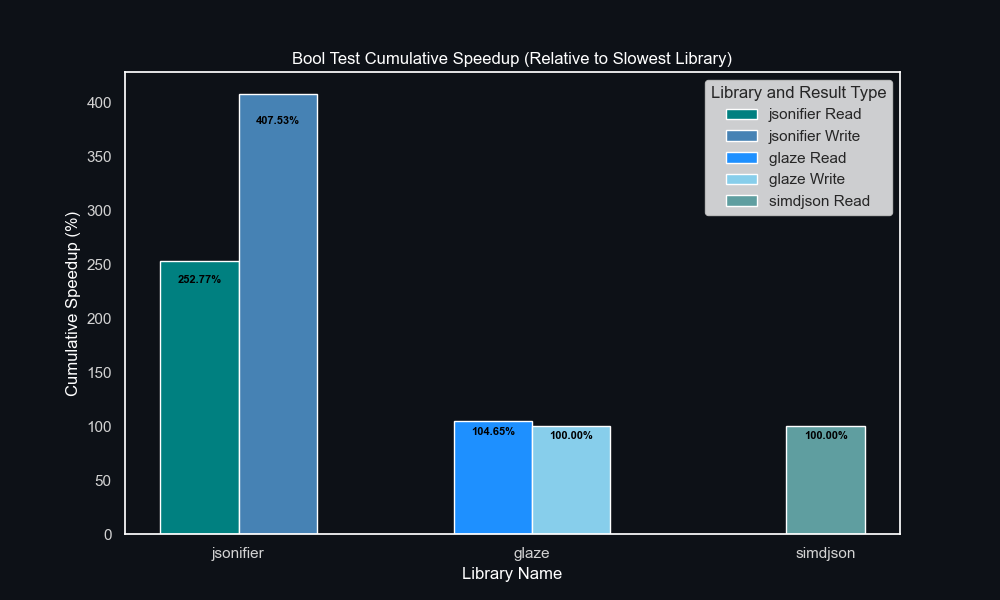 Bool Test Cumulative Speedup (Relative to Slowest Library)
Library and Result Type
jsonifier Read
jsonifier Write
glaze Read
glaze Write
simdjson Read
Cumulative Speedup (%)
400
350
300
250
200
150
100
50
0
407.53%
252.77%
104.65%
100.00%
100.00%
jsonifier
glaze
simdjson
Library Name